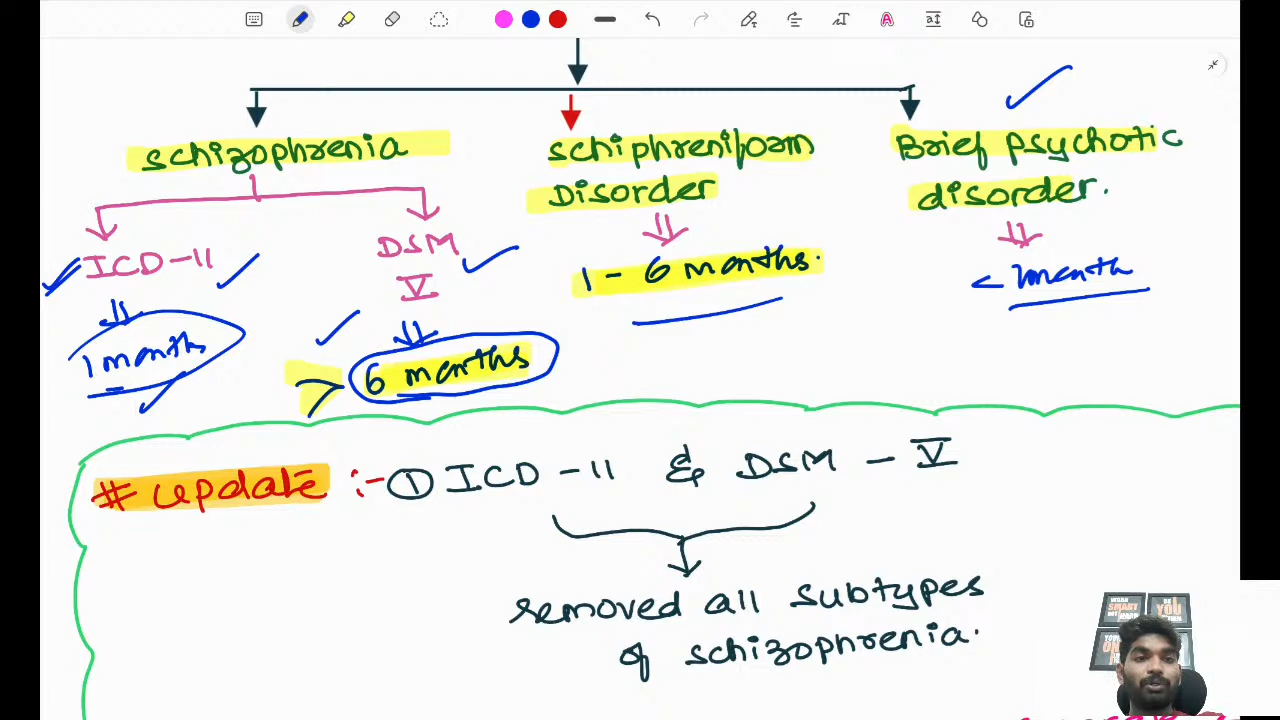 schizophrenia
schiphreniform
Disorder
Brief psychotic
disorder.
ICD-11
DSM
V
1 months
> 6 months
1 - 6 months.
< 1month
# update :- ① ICD -11 & DSM - V
removed all subtypes
of schizophrenia.